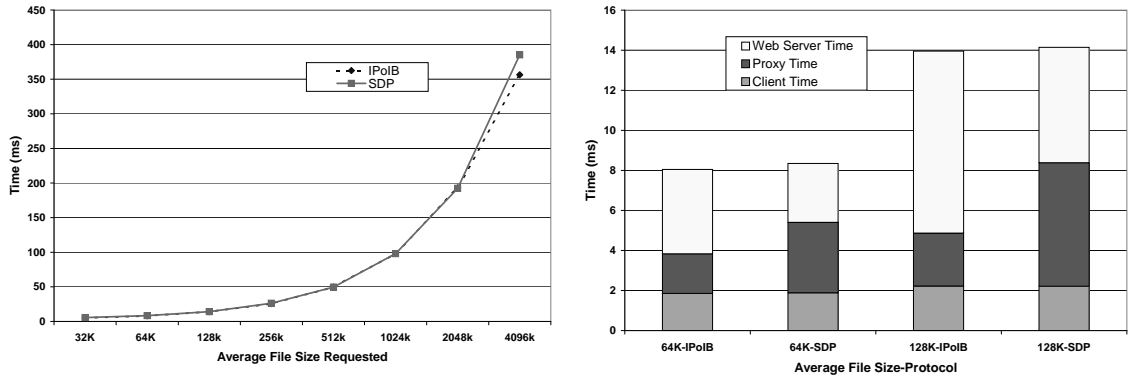 450
400
350
300
250
200
150
100
50
0
Time (ms)
IPoIB
SDP
32K 64K 128k 256k 512k 1024k 2048k 4096k
Average File Size Requested
16
14
12
10
8
6
4
2
0
Time (ms)
Web Server Time
Proxy Time
Client Time
64K-IPoIB 64K-SDP 128K-IPoIB 128K-SDP
Average File Size-Protocol